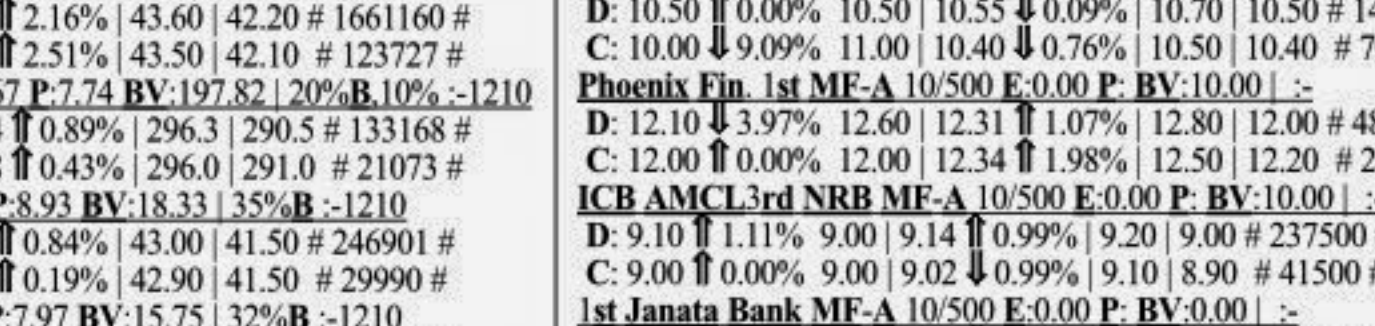 ⇑ 2.16% | 43.60 | 42.20 # 1661160 #
⇑ 2.51% | 43.50 | 42.10 # 123727 #
57 P:7.74 BV:197.82 | 20%B,10% :-1210
⇑ 0.89% | 296.3 | 290.5 # 133168 #
⇑ 0.43% | 296.0 | 291.0 # 21073 #
P:8.93 BV:18.33 | 35%B :-1210
⇑ 0.84% | 43.00 | 41.50 # 246901 #
⇑ 0.19% | 42.90 | 41.50 # 29990 #
P:7.97 BV:15.75 | 32%B :-1210
D: 10.50 ⇑ 0.00% 10.50 | 10.55 ⇓ 0.09% | 10.70 | 10.50 # 14
C: 10.00 ⇓ 9.09% 11.00 | 10.40 ⇓ 0.76% | 10.50 | 10.40 # 7
Phoenix Fin. 1st MF-A 10/500 E:0.00 P: BV:10.00 | :-
D: 12.10 ⇓ 3.97% 12.60 | 12.31 ⇑ 1.07% | 12.80 | 12.00 # 48
C: 12.00 ⇑ 0.00% 12.00 | 12.34 ⇑ 1.98% | 12.50 | 12.20 # 2
ICB AMCL3rd NRB MF-A 10/500 E:0.00 P: BV:10.00 | :-
D: 9.10 ⇑ 1.11% 9.00 | 9.14 ⇑ 0.99% | 9.20 | 9.00 # 237500
C: 9.00 ⇑ 0.00% 9.00 | 9.02 ⇓ 0.99% | 9.10 | 8.90 # 41500 #
1st Janata Bank MF-A 10/500 E:0.00 P: BV:0.00 | :-